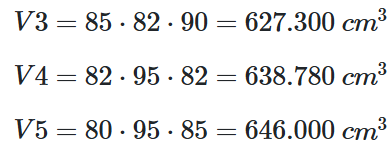 V3 = 85 · 82 · 90 = 627.300 cm³
V4 = 82 · 95 · 82 = 638.780 cm³
V5 = 80 · 95 · 85 = 646.000 cm³